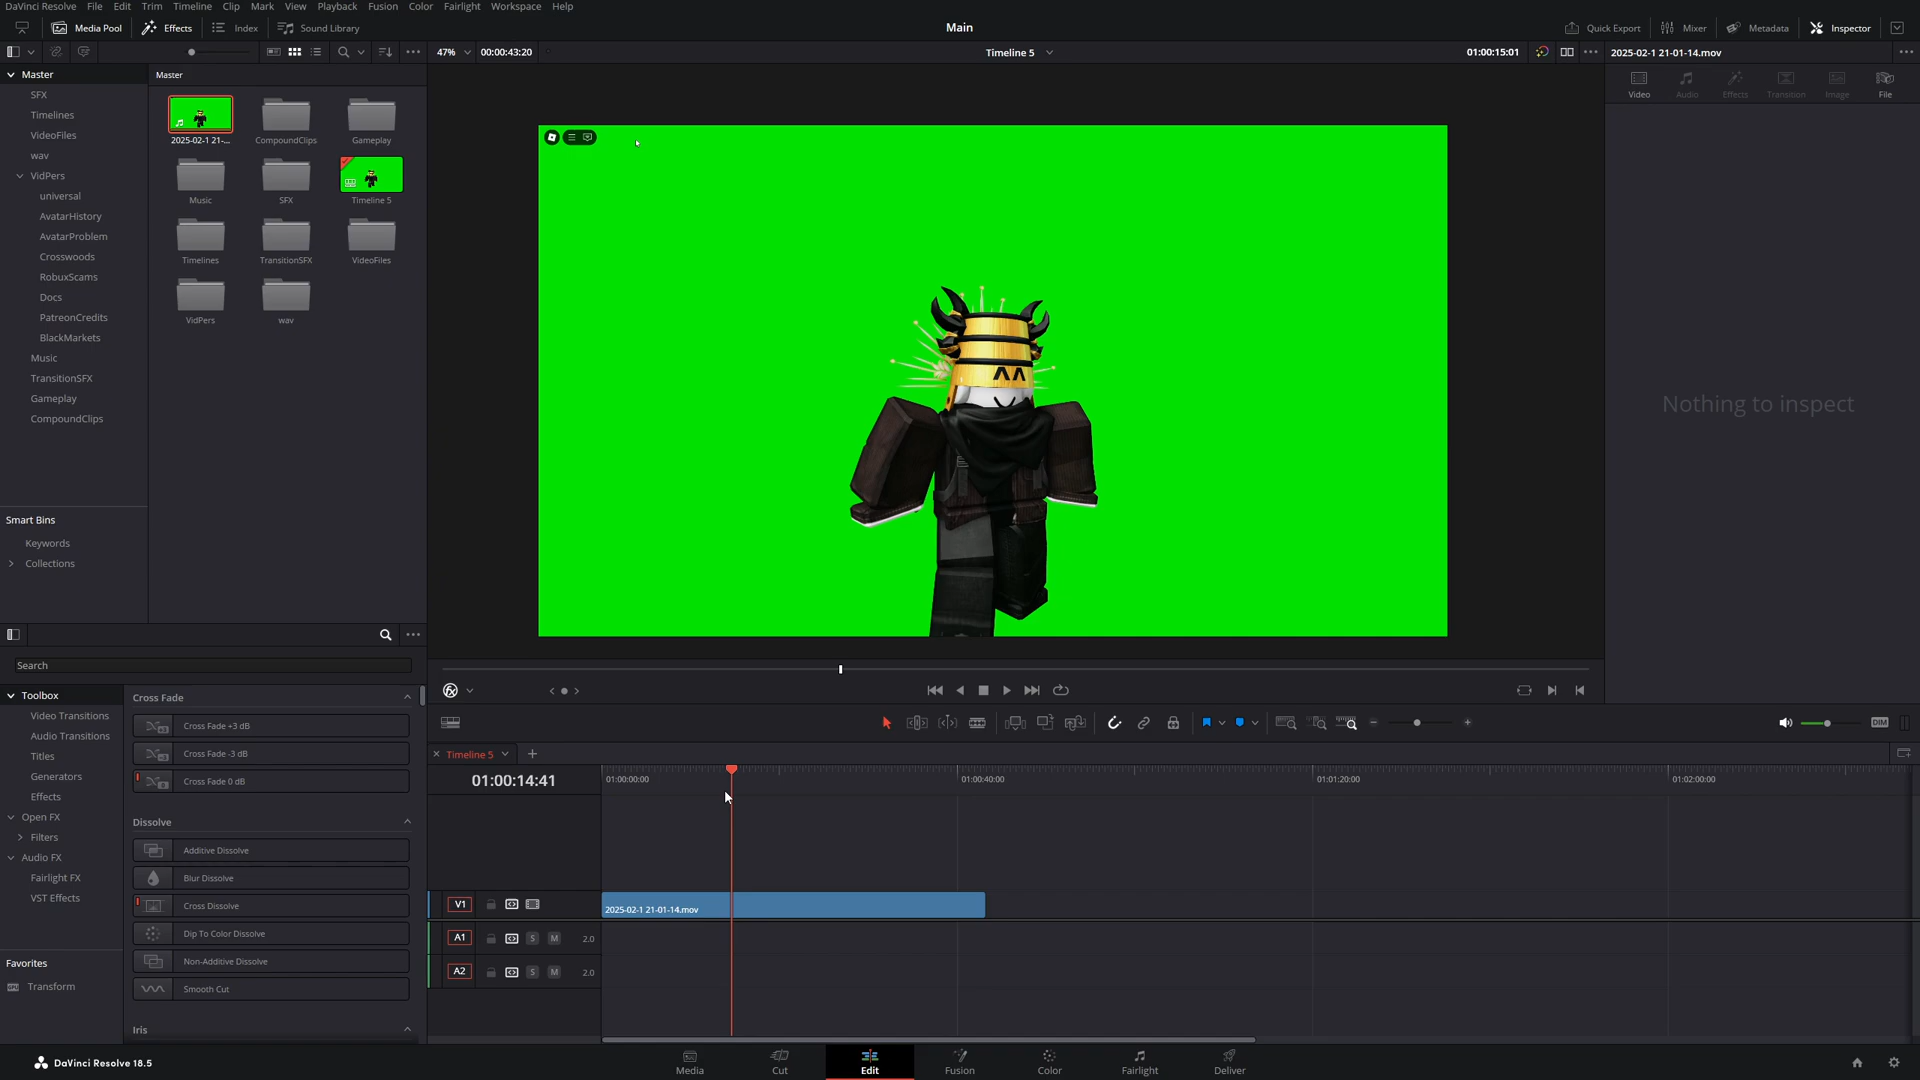 DaVinci Resolve File Edit Trim Timeline Clip Mark View Playback Fusion Color Fairlight Workspace Help
Media Pool Effects Index Sound Library Main Quick Export Mixer Metadata Inspector
47% 00:00:43:20 Timeline 5 01:00:15:01 2025-02-1 21-01-14.mov
Master
SFX
Timelines
VideoFiles
wav
VidPers
universal
AvatarHistory
AvatarProblem
Crosswoods
RobuxScams
Docs
PatreonCredits
BlackMarkets
Music
TransitionSFX
Gameplay
CompoundClips
Smart Bins
Keywords
Collections
Master
2025-02-1 21-... CompoundClips Gameplay
Music SFX Timeline 5
Timelines TransitionSFX VideoFiles
VidPers wav
Video Audio Effects Transition Image File
Nothing to inspect
Search
Toolbox
Video Transitions
Audio Transitions
Titles
Generators
Effects
Open FX
Filters
Audio FX
Fairlight FX
VST Effects
Favorites
Transform
Cross Fade
Cross Fade +3 dB
Cross Fade -3 dB
Cross Fade 0 dB
Dissolve
Additive Dissolve
Blur Dissolve
Cross Dissolve
Dip To Color Dissolve
Non-Additive Dissolve
Smooth Cut
Iris
DIM
Timeline 5
01:00:14:41 01:00:00:00 01:00:40:00 01:01:20:00 01:02:00:00
V1 2025-02-1 21-01-14.mov
A1 S M 2.0
A2 S M 2.0
DaVinci Resolve 18.5 Media Cut Edit Fusion Color Fairlight Deliver